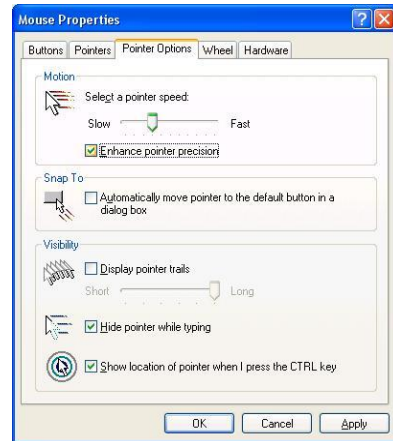 Mouse Properties
Buttons Pointers Pointer Options Wheel Hardware
Motion
Select a pointer speed:
Slow Fast
Enhance pointer precision
Snap To
Automatically move pointer to the default button in a
dialog box
Visibility
Display pointer trails
Short Long
Hide pointer while typing
Show location of pointer when I press the CTRL key
OK Cancel Apply